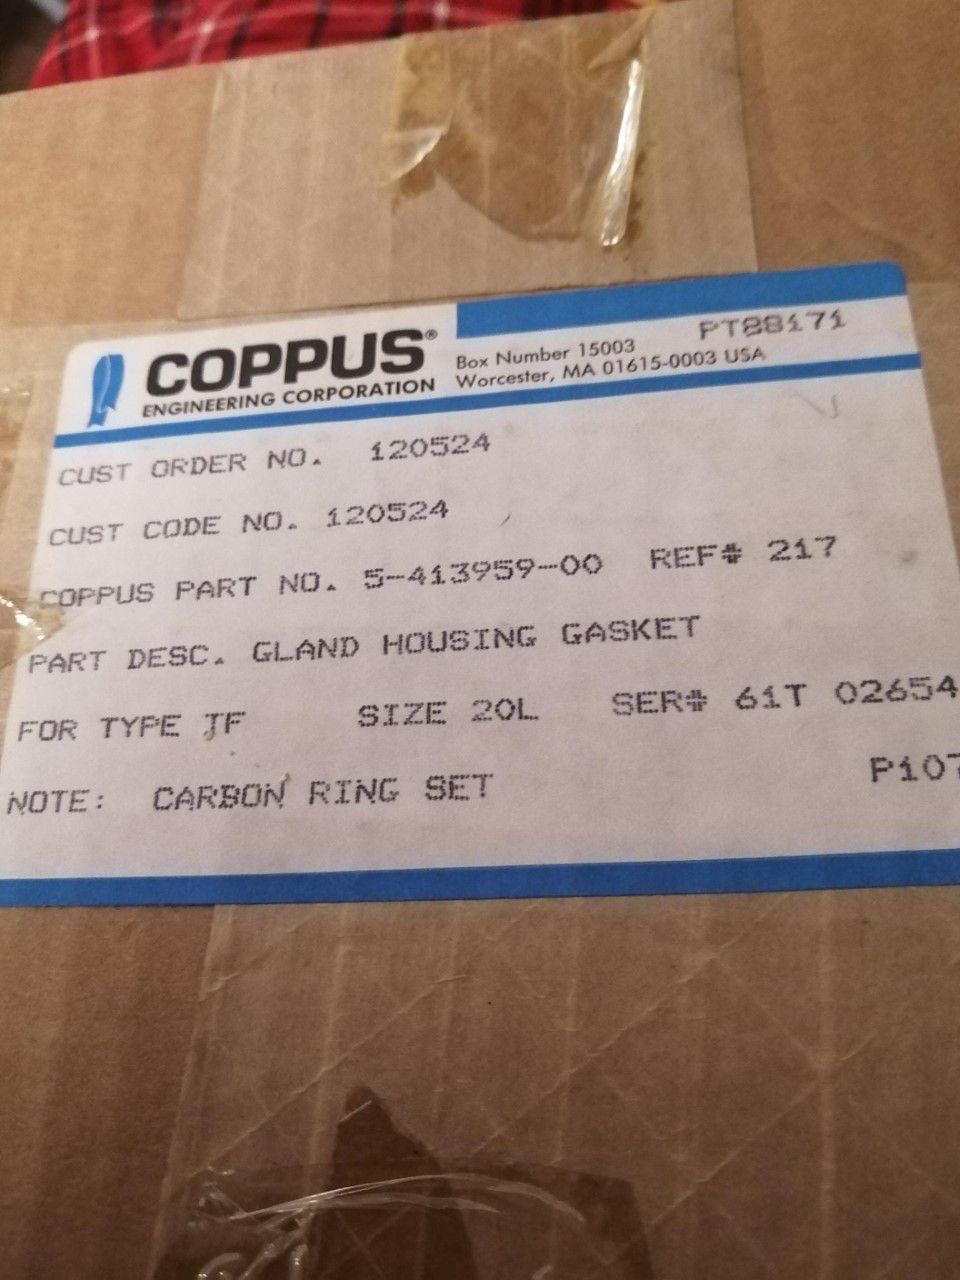 COPPUS®
ENGINEERING CORPORATION
PT88171
Box Number 15003
Worcester, MA 01615-0003 USA
CUST ORDER NO. 120524
CUST CODE NO. 120524
COPPUS PART NO. 5-413959-00 REF# 217
PART DESC. GLAND HOUSING GASKET
FOR TYPE TF SIZE 20L SER# 61T 02654
P107
NOTE: CARBON RING SET